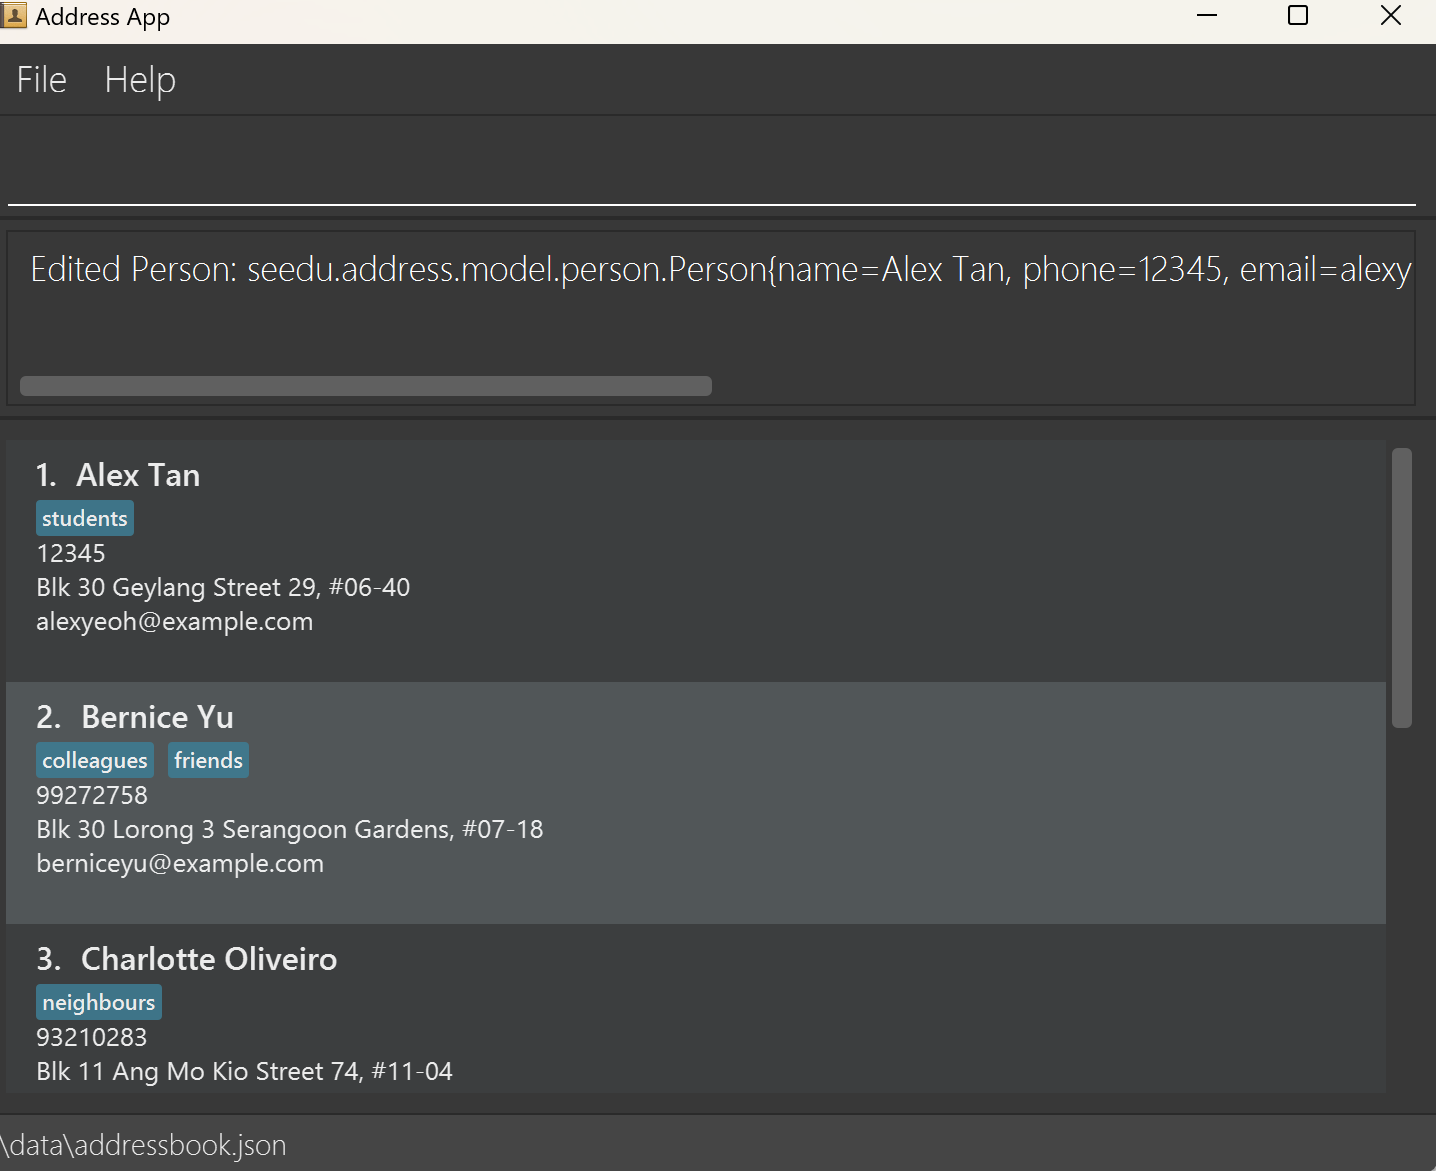 Address App
File Help
Edited Person: seedu.address.model.person.Person{name=Alex Tan, phone=12345, email=alexy
1. Alex Tan
students
12345
Blk 30 Geylang Street 29, #06-40
alexyeoh@example.com
2. Bernice Yu
colleagues friends
99272758
Blk 30 Lorong 3 Serangoon Gardens, #07-18
berniceyu@example.com
3. Charlotte Oliveiro
neighbours
93210283
Blk 11 Ang Mo Kio Street 74, #11-04
\data\addressbook.json